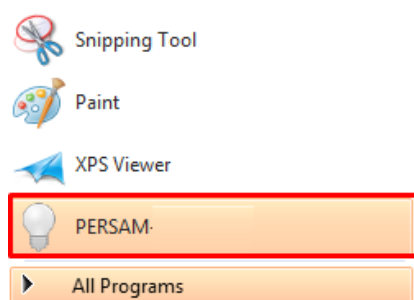 Snipping Tool
Paint
XPS Viewer
PERSAM-
All Programs